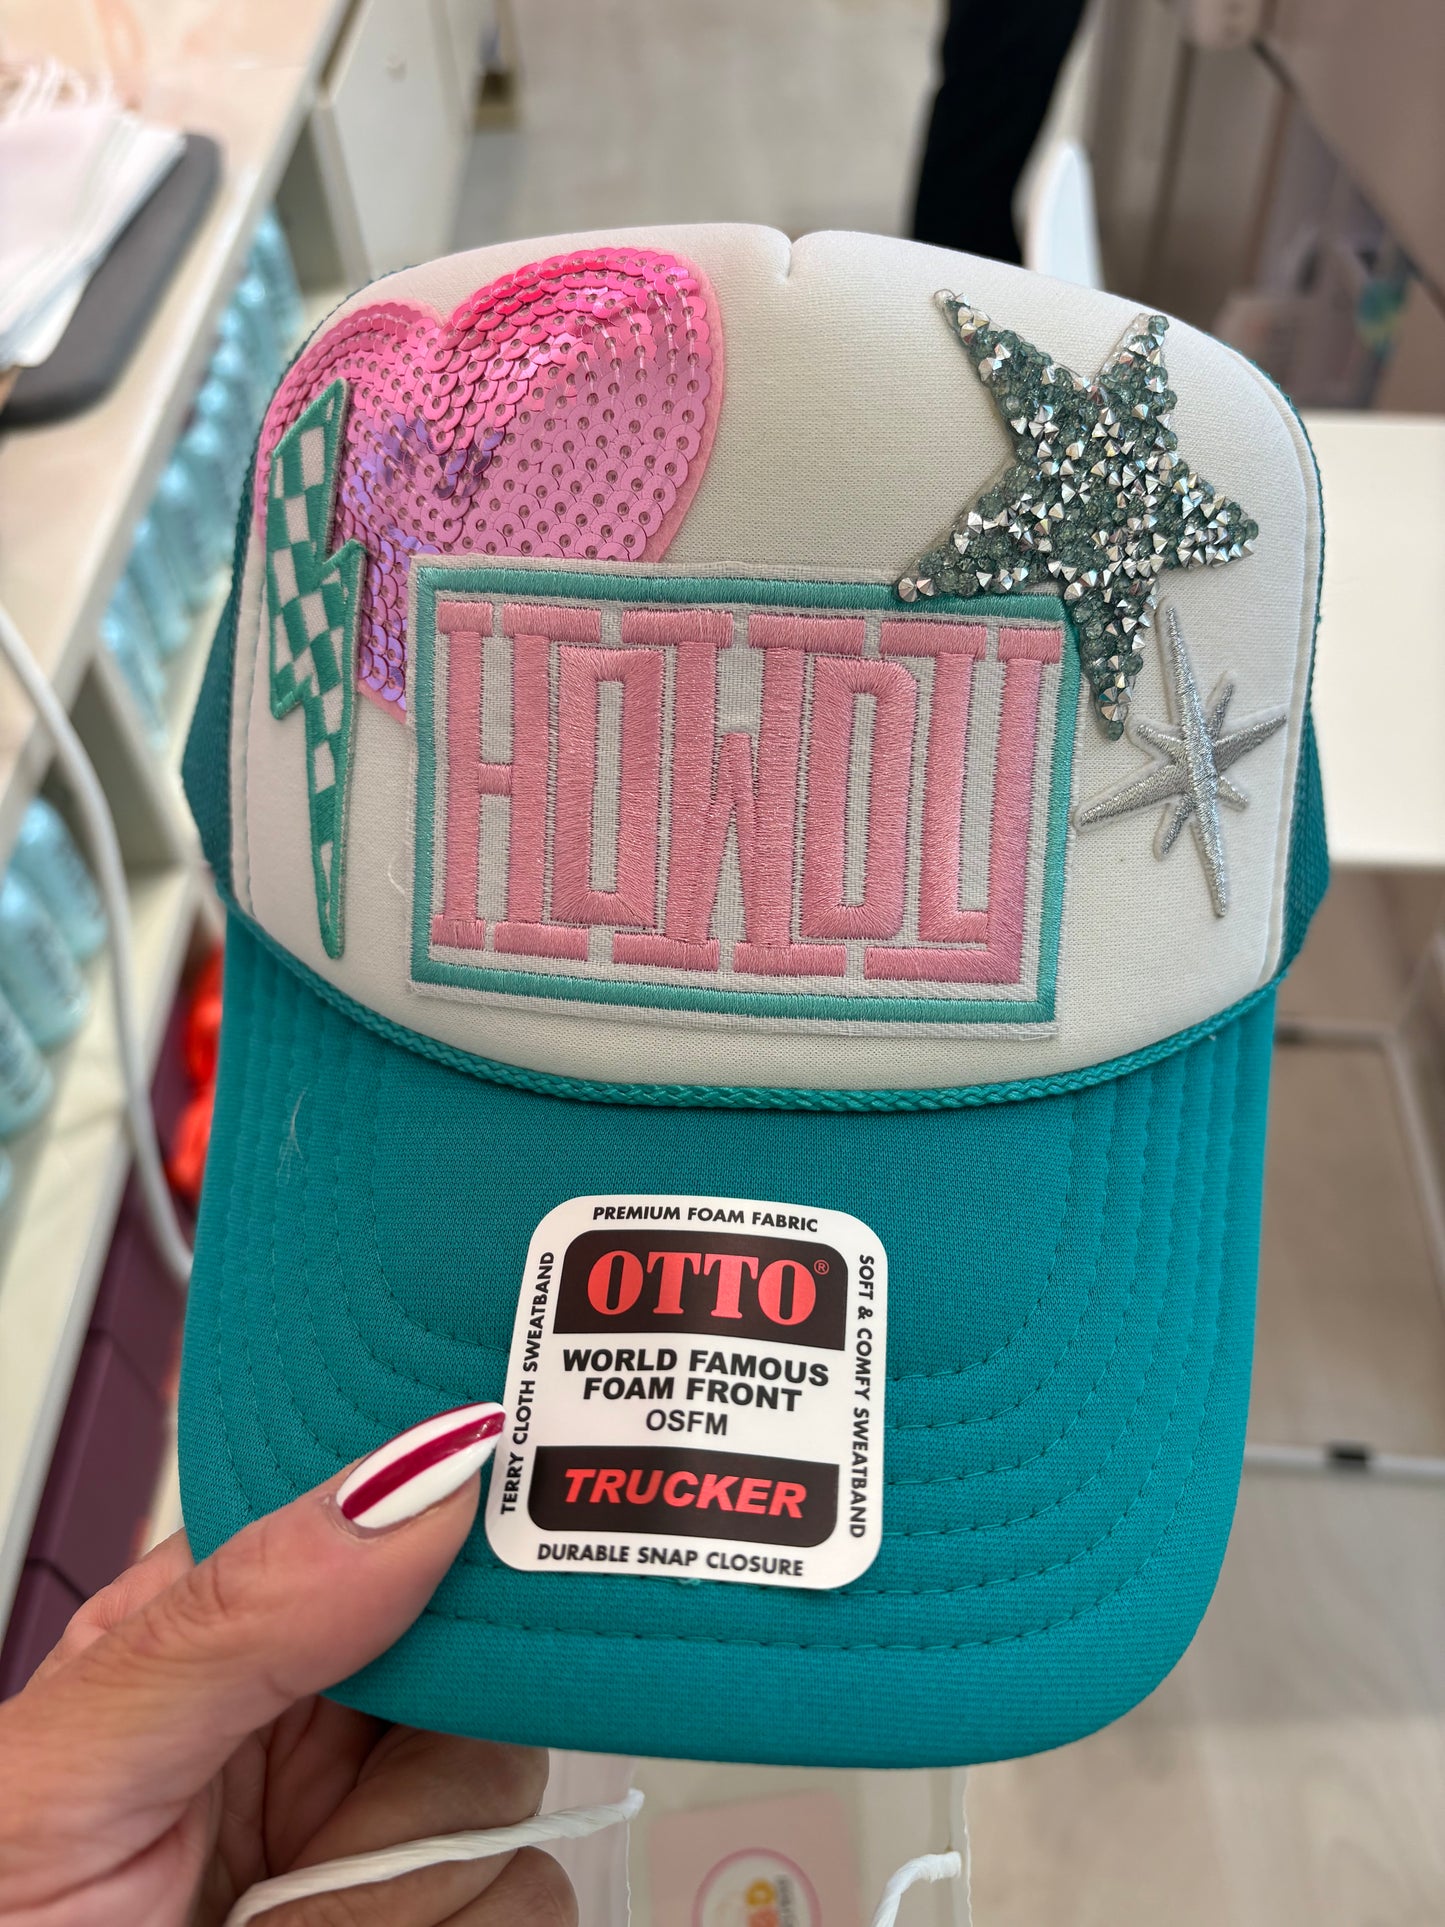 HOWDY
PREMIUM FOAM FABRIC
OTTO®
WORLD FAMOUS
FOAM FRONT
OSFM
TRUCKER
DURABLE SNAP CLOSURE
TERRY CLOTH SWEATBAND
SOFT & COMFY SWEATBAND